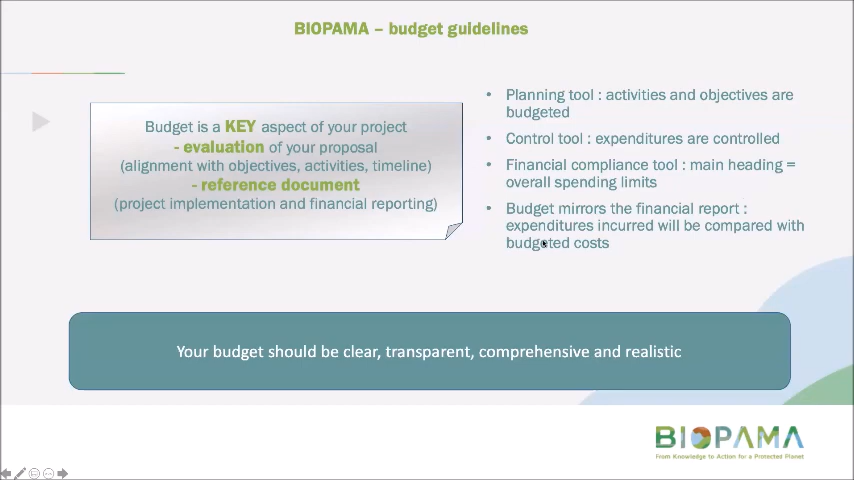 BIOPAMA – budget guidelines
Budget is a KEY aspect of your project
- evaluation of your proposal
(alignment with objectives, activities, timeline)
- reference document
(project implementation and financial reporting)
• Planning tool : activities and objectives are
budgeted
• Control tool : expenditures are controlled
• Financial compliance tool : main heading =
overall spending limits
• Budget mirrors the financial report :
expenditures incurred will be compared with
budgeted costs
Your budget should be clear, transparent, comprehensive and realistic
BIOPAMA
From Knowledge to Action for a Protected Planet